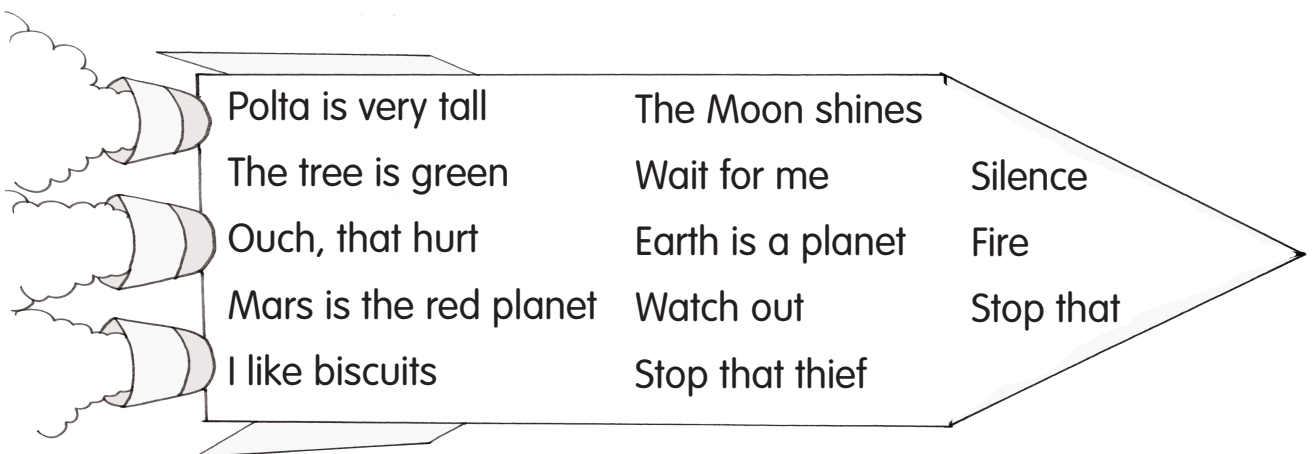 Polta is very tall
The tree is green
Ouch, that hurt
Mars is the red planet
I like biscuits
The Moon shines
Wait for me
Earth is a planet
Watch out
Stop that thief
Silence
Fire
Stop that